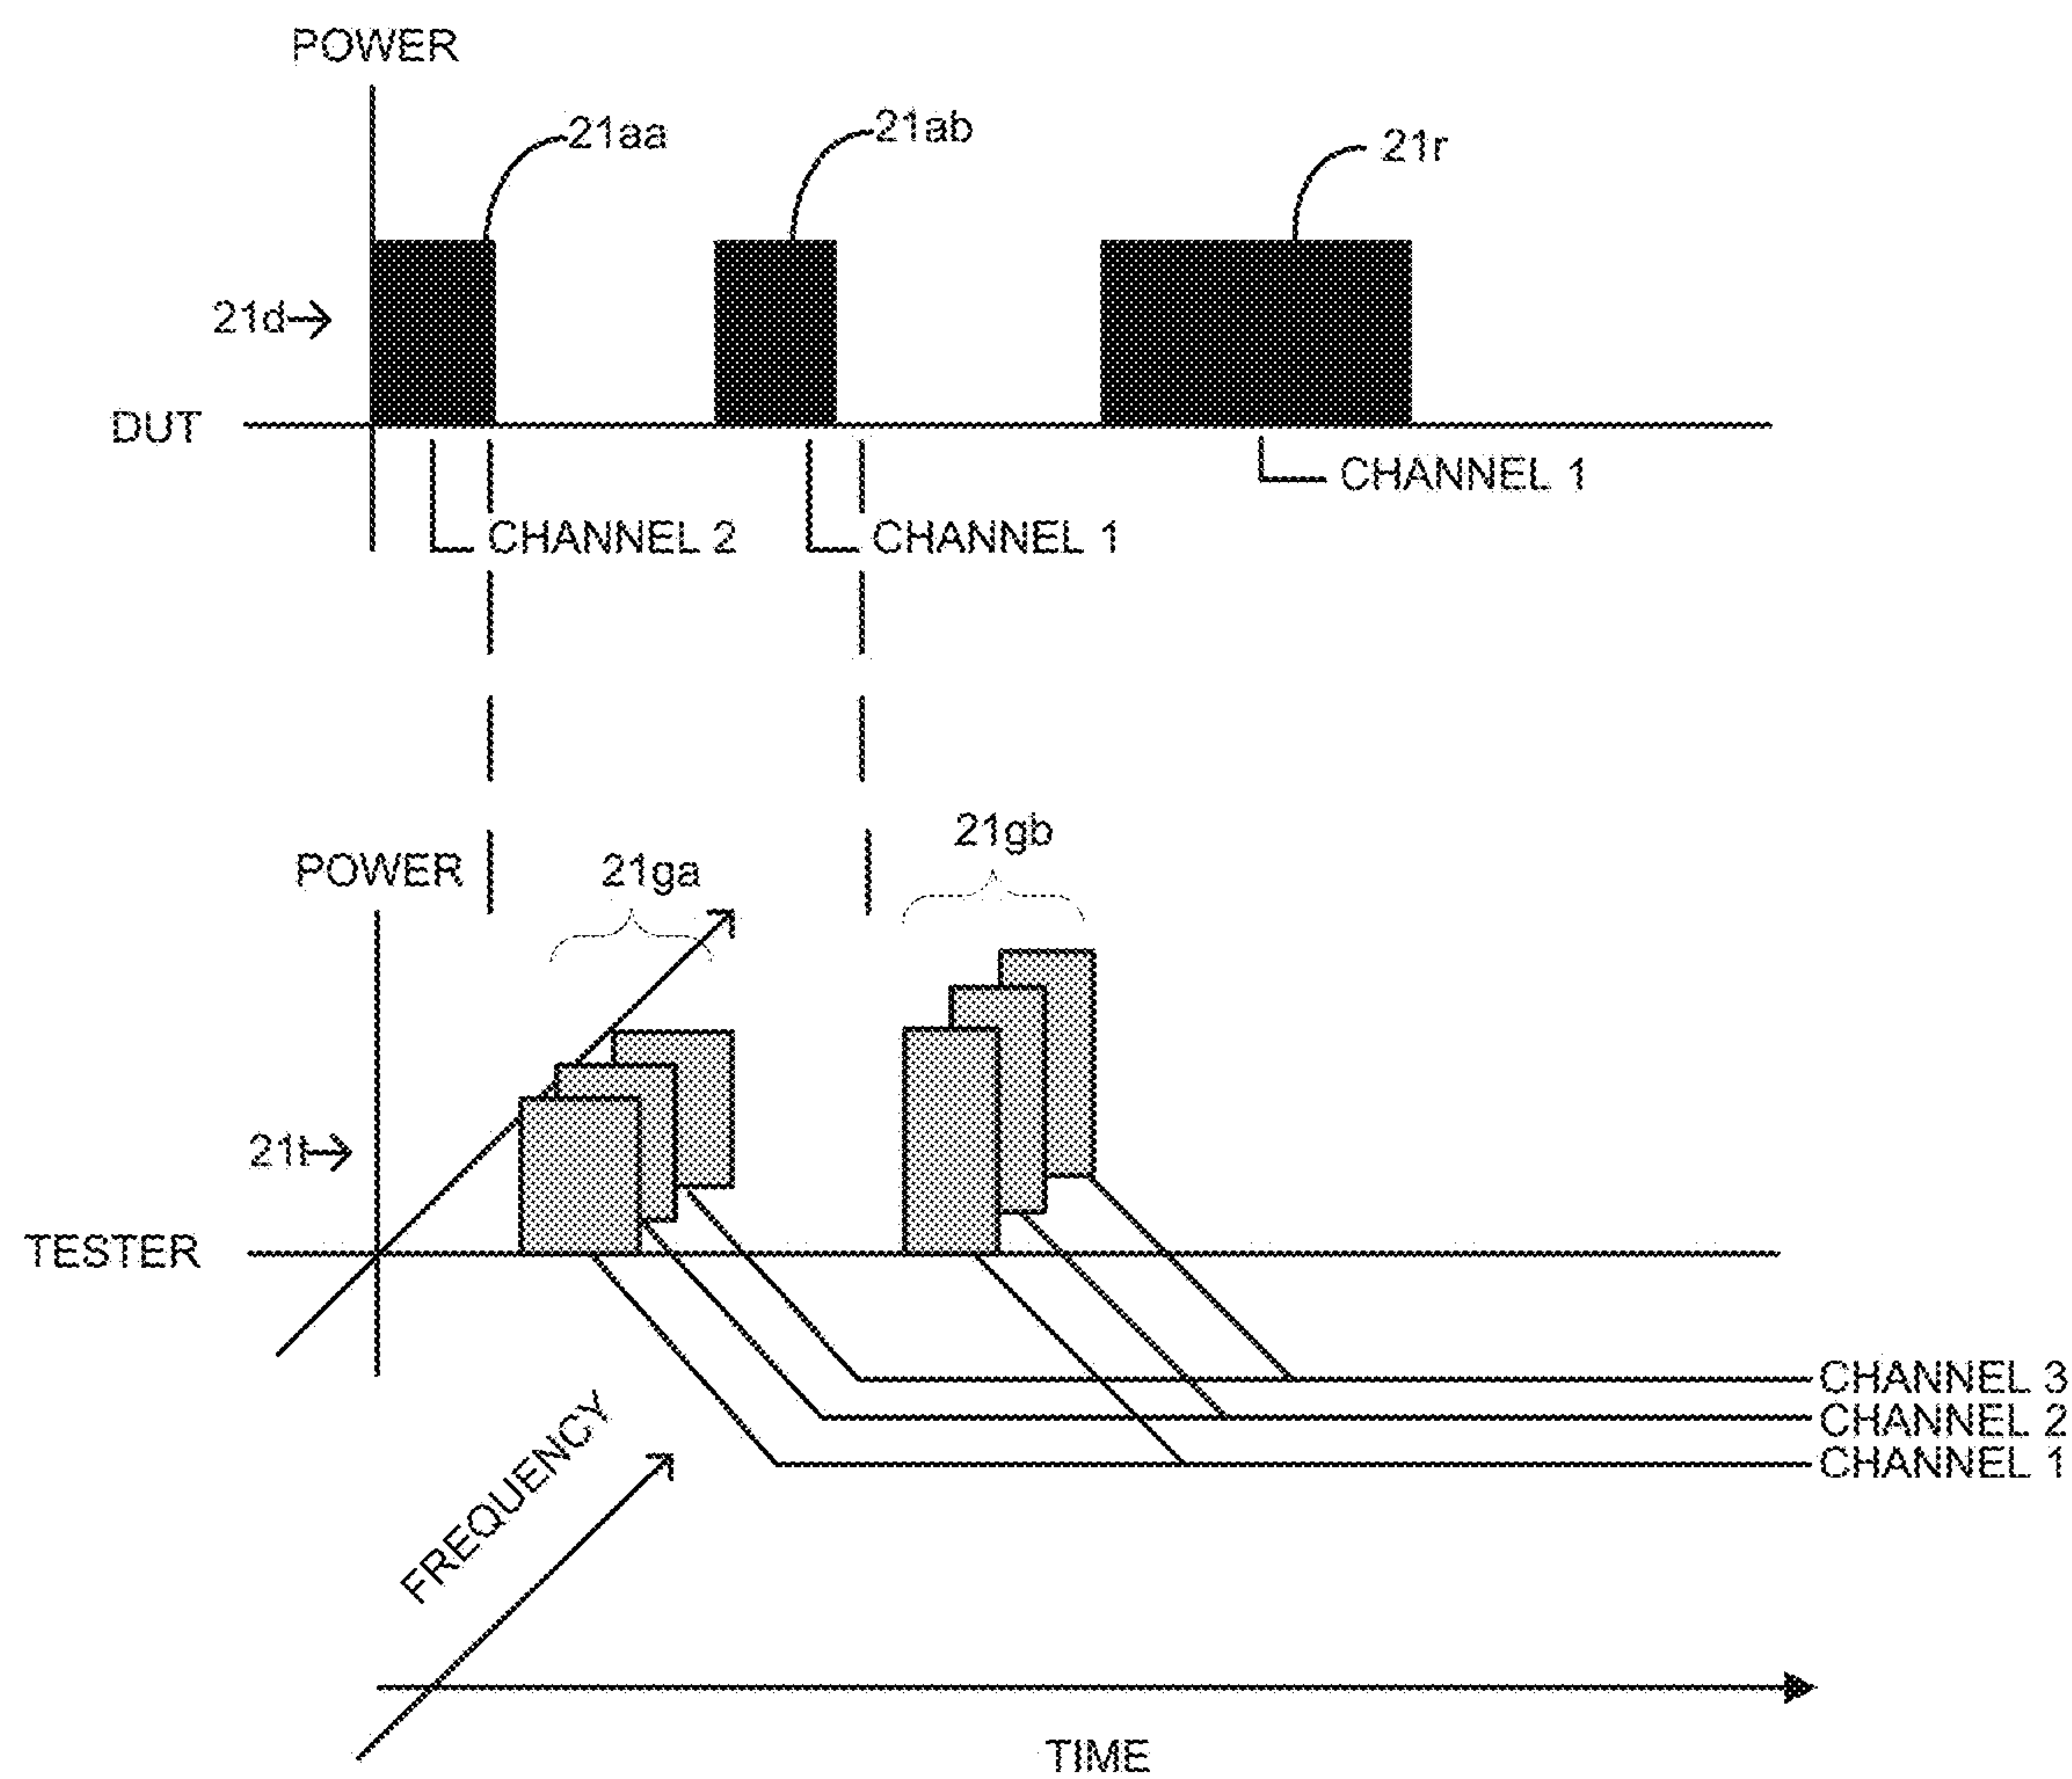 POWER
21aa
21ab
21r
21d
DUT
CHANNEL 1
CHANNEL 2
CHANNEL 1
21gb
POWER
21ga
21t
TESTER
CHANNEL 3
CHANNEL 2
CHANNEL 1
FREQUENCY
TIME